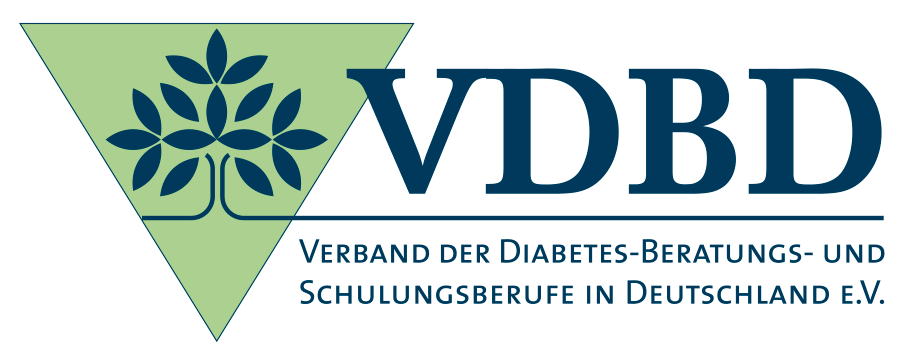 VDBD
Verband der Diabetes-Beratungs- und
Schulungsberufe in Deutschland e.V.